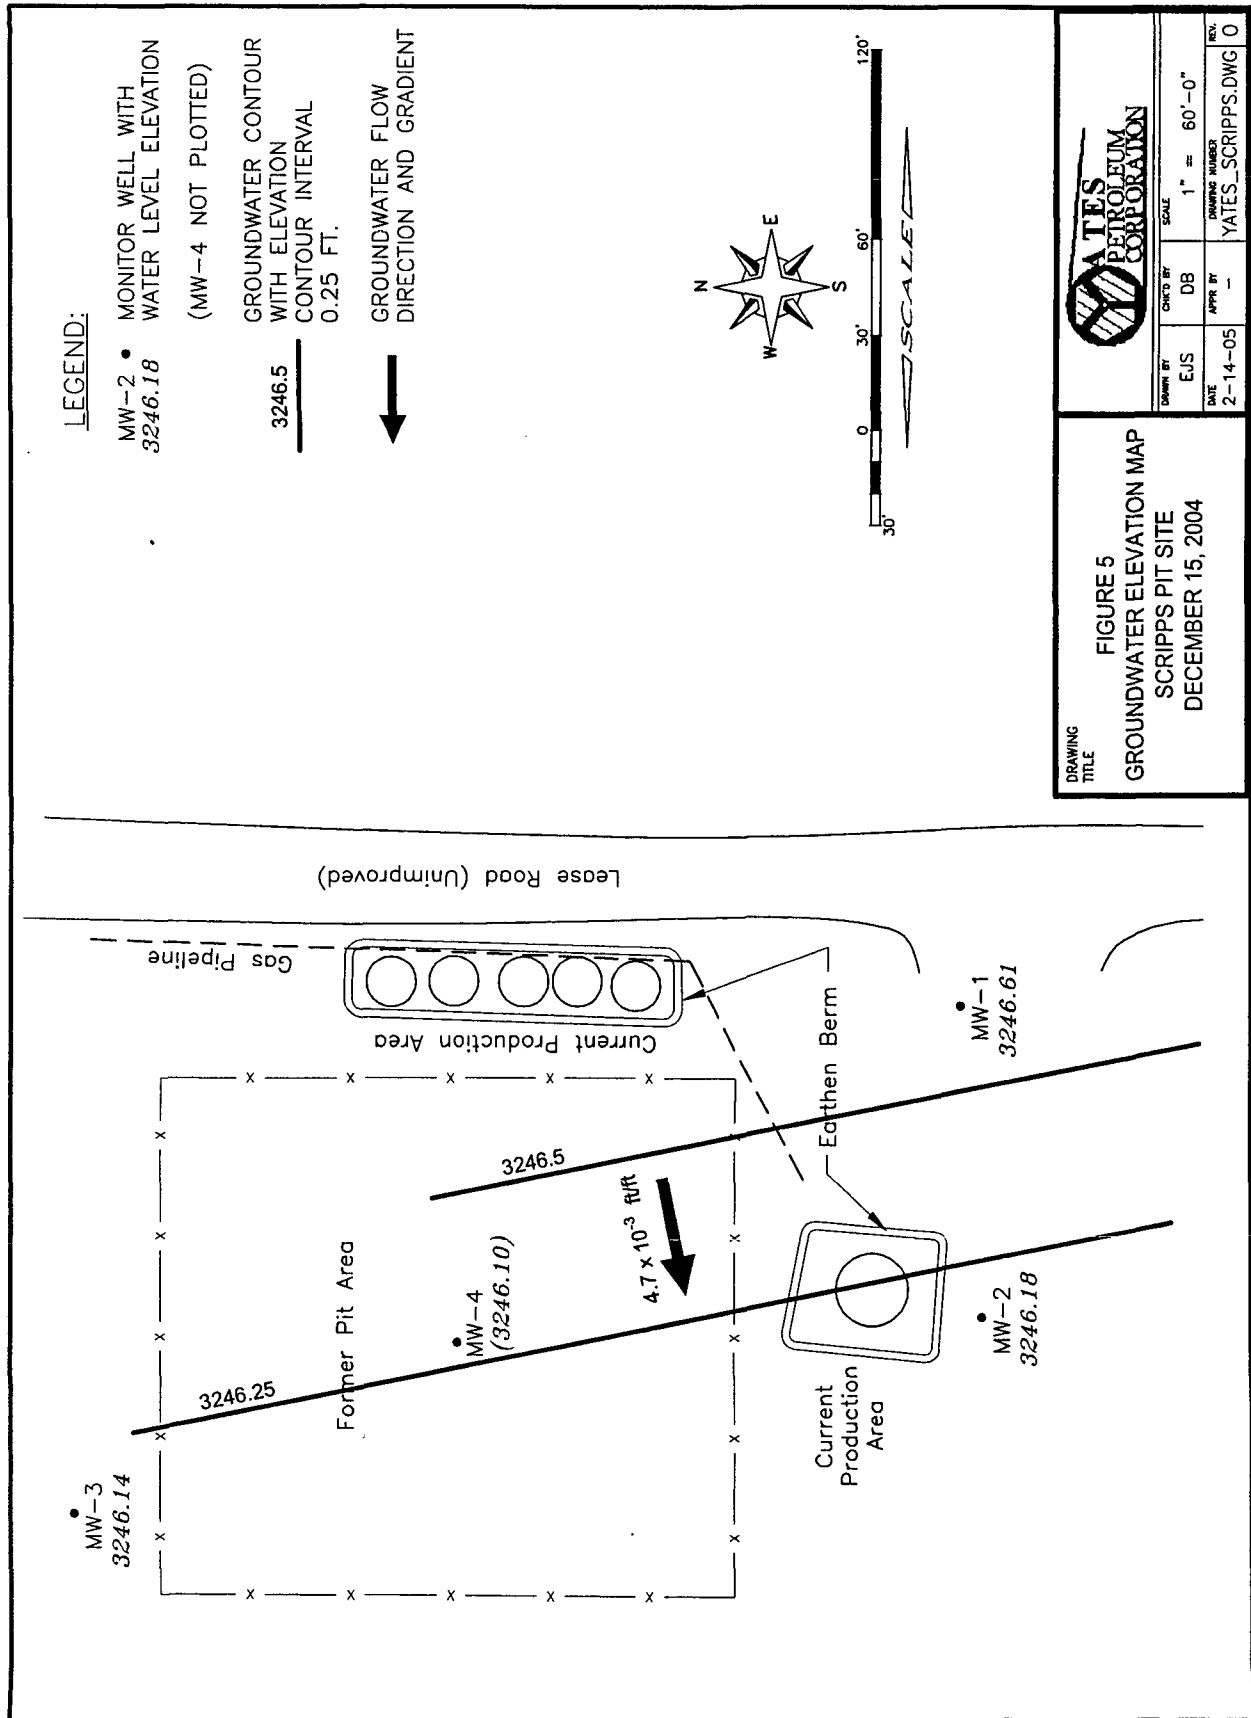 LEGEND:
MW-2 • MONITOR WELL WITH
3246.18 WATER LEVEL ELEVATION
(MW-4 NOT PLOTTED)
3246.5
GROUNDWATER CONTOUR
WITH ELEVATION
CONTOUR INTERVAL
0.25 FT.
GROUNDWATER FLOW
DIRECTION AND GRADIENT
N
E
S
W
30'
0
30'
60'
120'
SCALE
Lease Road (Unimproved)
Gas Pipeline
Current Production Area
Earthen Berm
MW-1
3246.61
3246.5
4.7 x 10-3 ft/ft
Former Pit Area
MW-4
(3246.10)
3246.25
MW-3
3246.14
MW-2
3246.18
Current
Production
Area
x x x x x
x x x x x
x x x x x
x x x x x
DRAWING
TITLE
FIGURE 5
GROUNDWATER ELEVATION MAP
SCRIPPS PIT SITE
DECEMBER 15, 2004
YATES
PETROLEUM
CORPORATION
DRAWN BY
EJS
CHK'D BY
DB
SCALE
1" = 60'-0"
DATE
2-14-05
APPR BY
-
DRAWING NUMBER
YATES_SCRIPPS.DWG
REV.
0